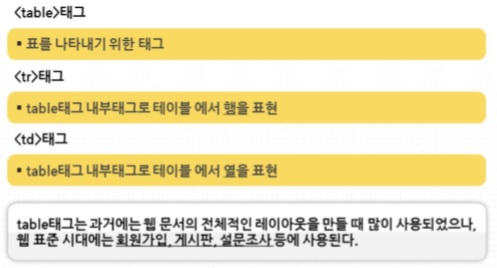 <table>태그
▪ 표를 나타내기 위한 태그
<tr>태그
▪ table태그 내부태그로 테이블 에서 행을 표현
<td>태그
▪ table태그 내부태그로 테이블 에서 열을 표현
table태그는 과거에는 웹 문서의 전체적인 레이아웃을 만들 때 많이 사용되었으나,
웹 표준 시대에는 회원가입, 게시판, 설문조사 등에 사용된다.